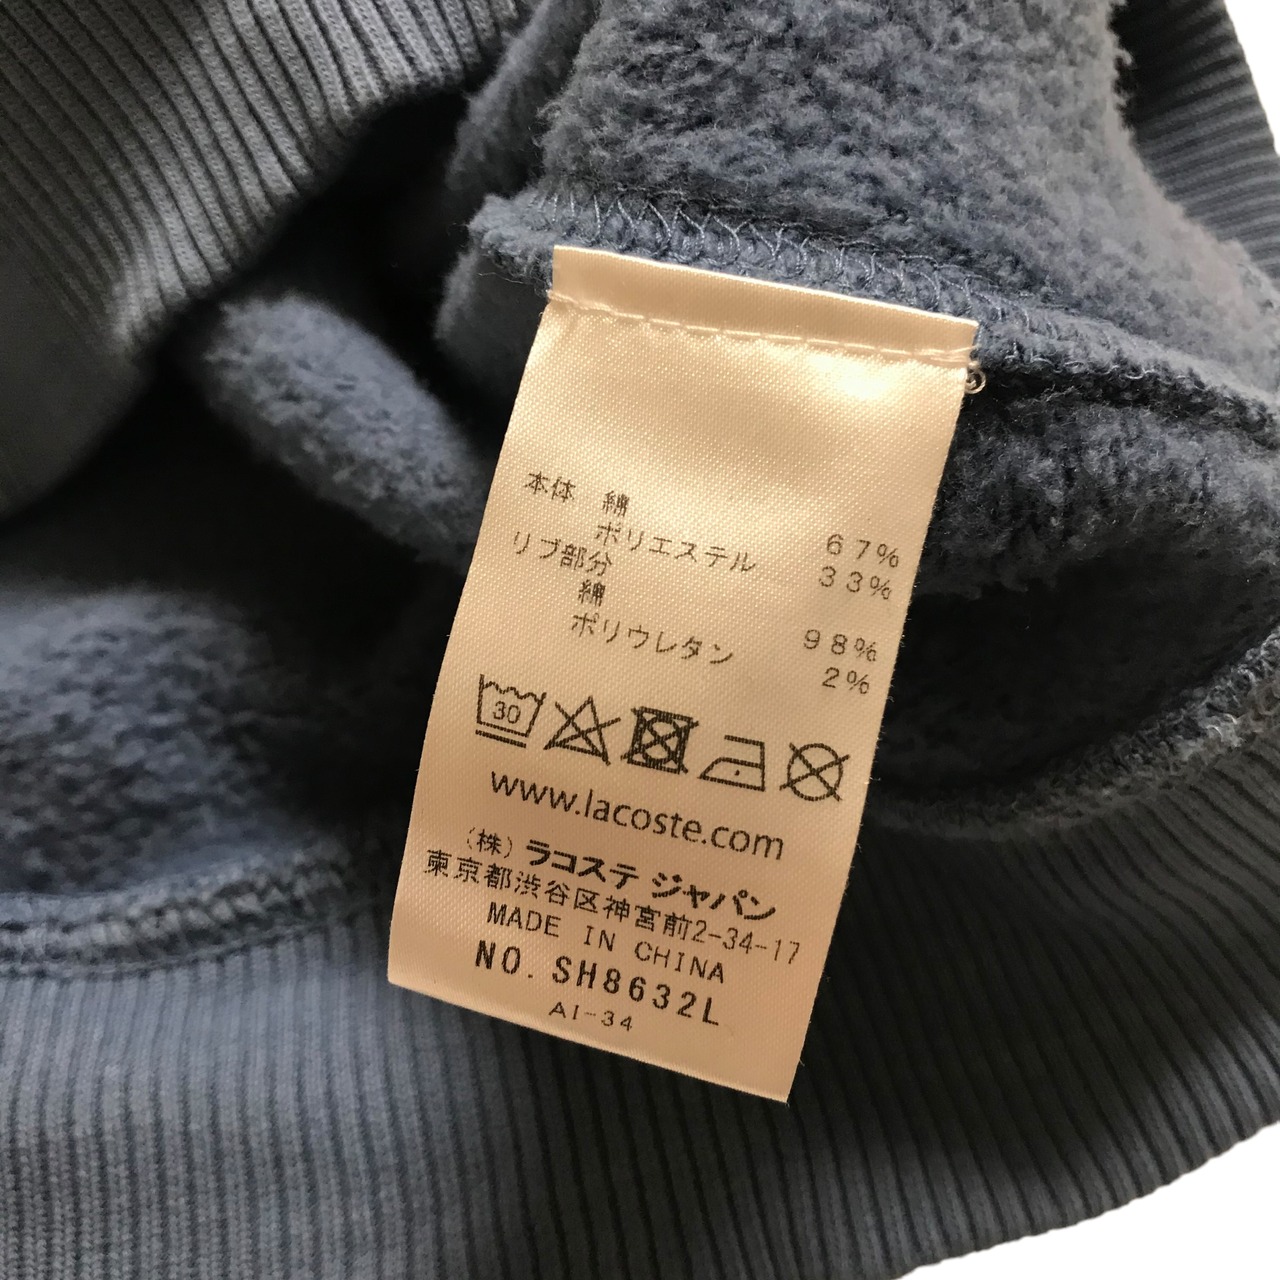 本体 綿 67%
ポリエステル 33%
リブ部分
綿 98%
ポリウレタン 2%
30
www.lacoste.com
(株) ラコステ ジャパン
東京都渋谷区神宮前2-34-17
MADE IN CHINA
NO. SH8632L
AI-34